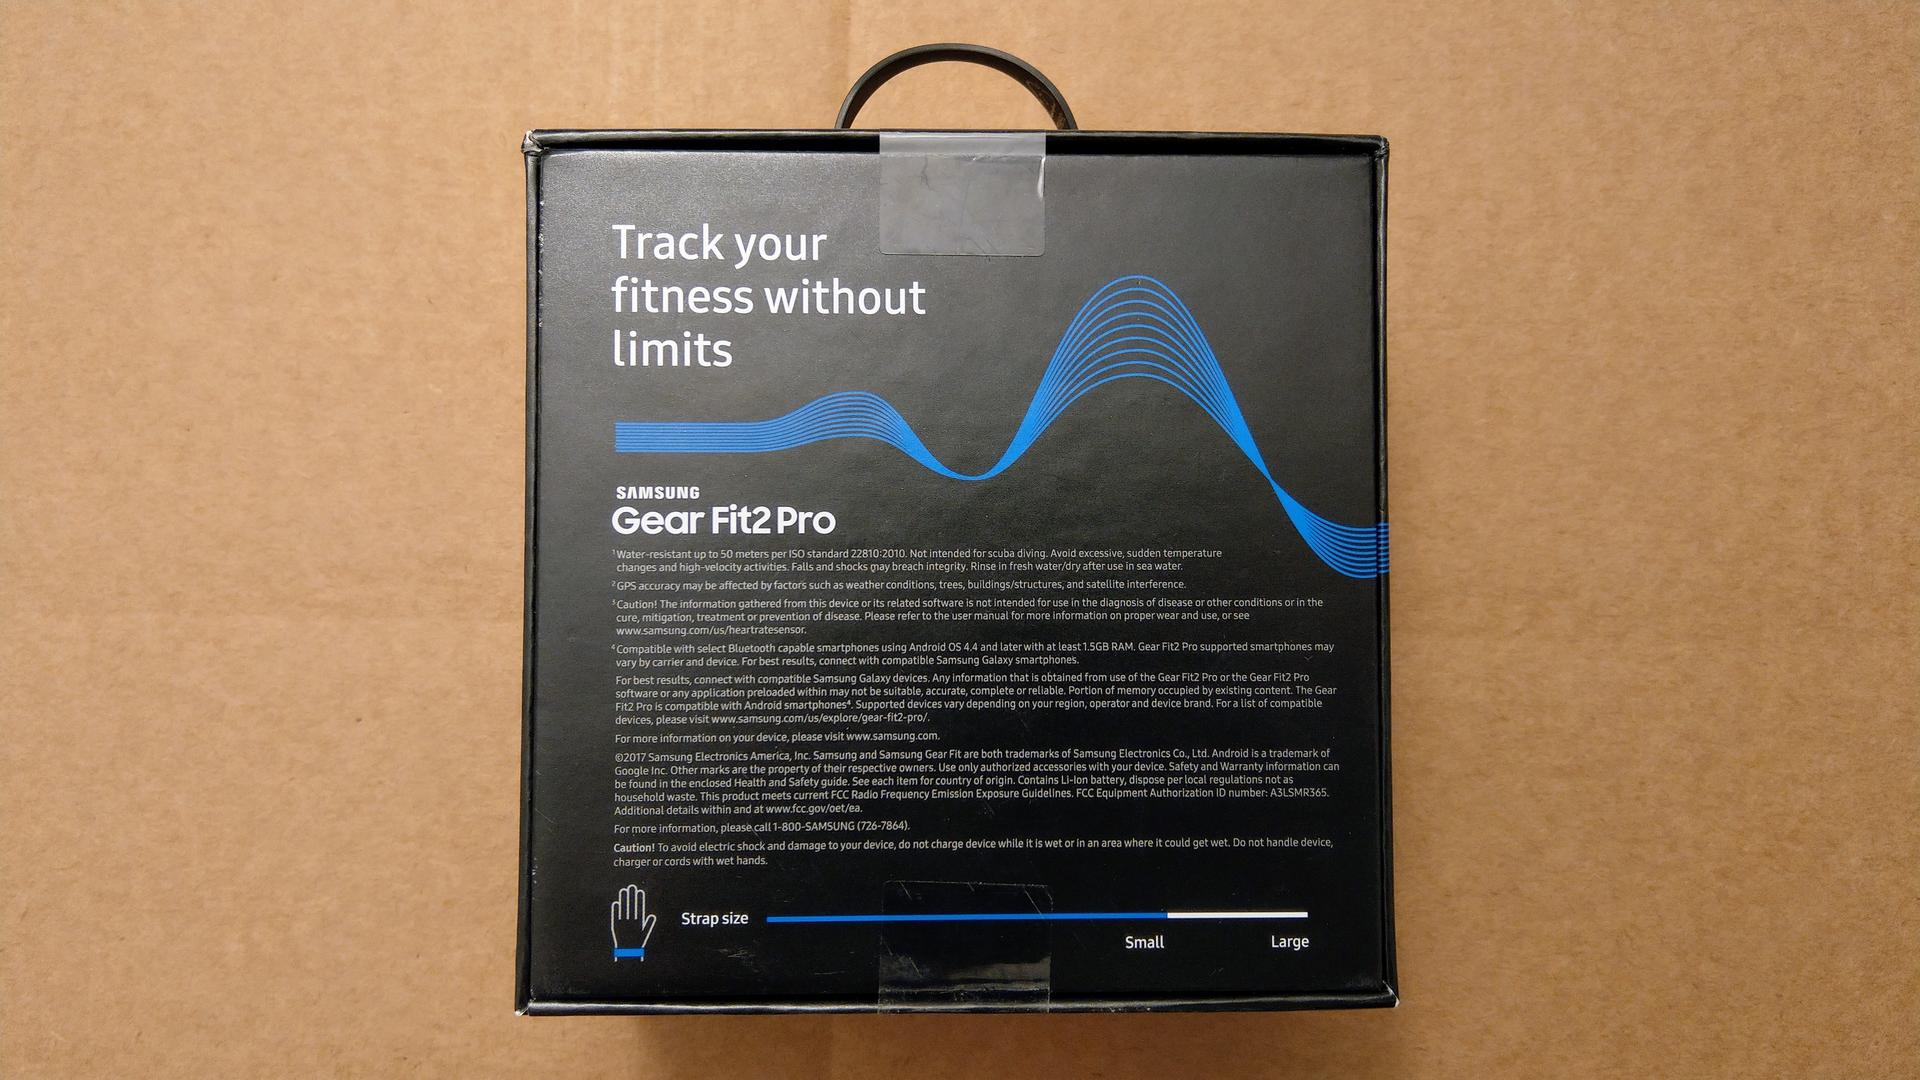 Track your
fitness without
limits
SAMSUNG
Gear Fit2 Pro
¹Water-resistant up to 50 meters per ISO standard 22810:2010. Not intended for scuba diving. Avoid excessive, sudden temperature
changes and high-velocity activities. Falls and shocks may breach integrity. Rinse in fresh water/dry after use in sea water.
²GPS accuracy may be affected by factors such as weather conditions, trees, buildings/structures, and satellite interference.
³Caution! The information gathered from this device or its related software is not intended for use in the diagnosis of disease or other conditions or in the
cure, mitigation, treatment or prevention of disease. Please refer to the user manual for more information on proper wear and use, or see
www.samsung.com/us/heartratesensor.
⁴Compatible with select Bluetooth capable smartphones using Android OS 4.4 and later with at least 1.5GB RAM. Gear Fit2 Pro supported smartphones may
vary by carrier and device. For best results, connect with compatible Samsung Galaxy smartphones.
For best results, connect with compatible Samsung Galaxy devices. Any information that is obtained from use of the Gear Fit2 Pro or the Gear Fit2 Pro
software or any application preloaded within may not be suitable, accurate, complete or reliable. Portion of memory occupied by existing content. The Gear
Fit2 Pro is compatible with Android smartphones⁴. Supported devices vary depending on your region, operator and device brand. For a list of compatible
devices, please visit www.samsung.com/us/explore/gear-fit2-pro/.
For more information on your device, please visit www.samsung.com.
©2017 Samsung Electronics America, Inc. Samsung and Samsung Gear Fit are both trademarks of Samsung Electronics Co., Ltd. Android is a trademark of
Google Inc. Other marks are the property of their respective owners. Use only authorized accessories with your device. Safety and Warranty information can
be found in the enclosed Health and Safety guide. See each item for country of origin. Contains Li-Ion battery, dispose per local regulations not as
household waste. This product meets current FCC Radio Frequency Emission Exposure Guidelines. FCC Equipment Authorization ID number: A3LSMR365.
Additional details within and at www.fcc.gov/oet/ea.
For more information, please call 1-800-SAMSUNG (726-7864).
Caution! To avoid electric shock and damage to your device, do not charge device while it is wet or in an area where it could get wet. Do not handle device,
charger or cords with wet hands.
Strap size
Small
Large